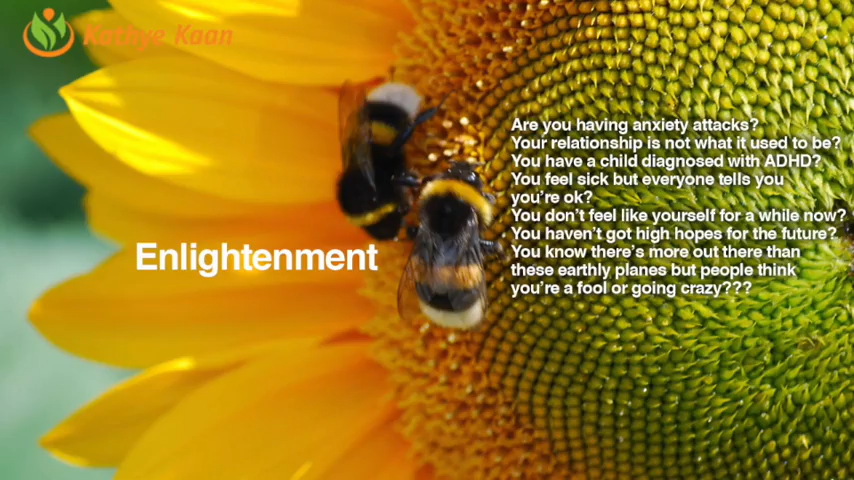 Kathye Kaan
Enlightenment
Are you having anxiety attacks?
Your relationship is not what it used to be?
You have a child diagnosed with ADHD?
You feel sick but everyone tells you
you're ok?
You don't feel like yourself for a while now?
You haven't got high hopes for the future?
You know there's more out there than
these earthly planes but people think
you're a fool or going crazy???